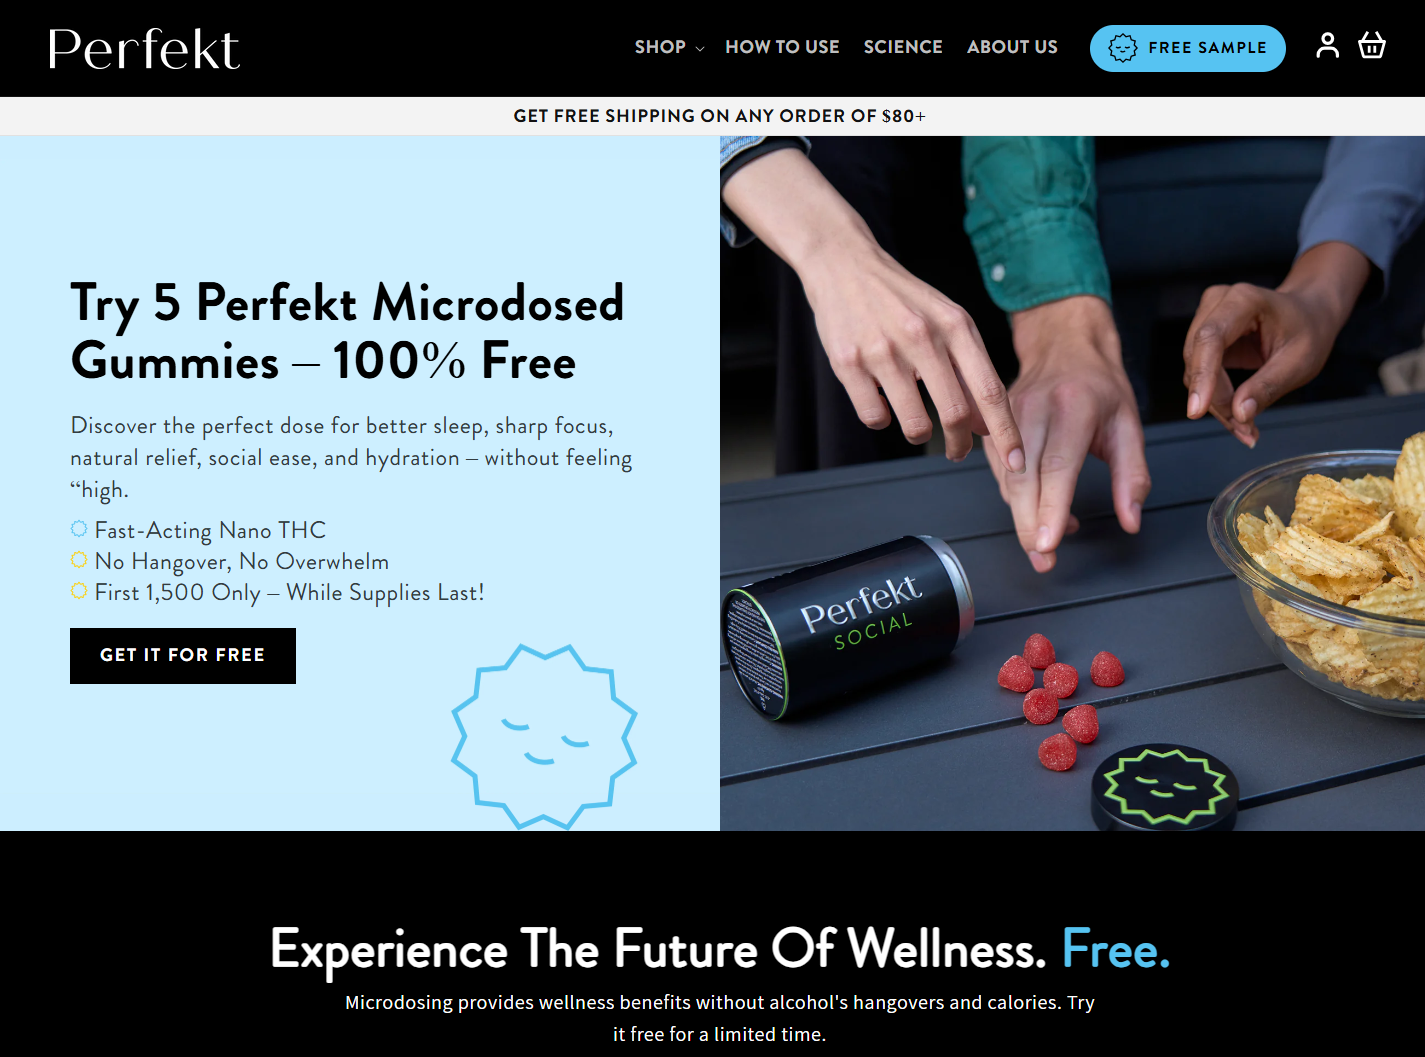 Perfekt
SHOP
HOW TO USE
SCIENCE
ABOUT US
FREE SAMPLE
GET FREE SHIPPING ON ANY ORDER OF $80+
Try 5 Perfekt Microdosed
Gummies – 100% Free
Discover the perfect dose for better sleep, sharp focus,
natural relief, social ease, and hydration – without feeling
“high.
Fast-Acting Nano THC
No Hangover, No Overwhelm
First 1,500 Only – While Supplies Last!
GET IT FOR FREE
Perfekt
SOCIAL
Experience The Future Of Wellness. Free.
Microdosing provides wellness benefits without alcohol's hangovers and calories. Try
it free for a limited time.